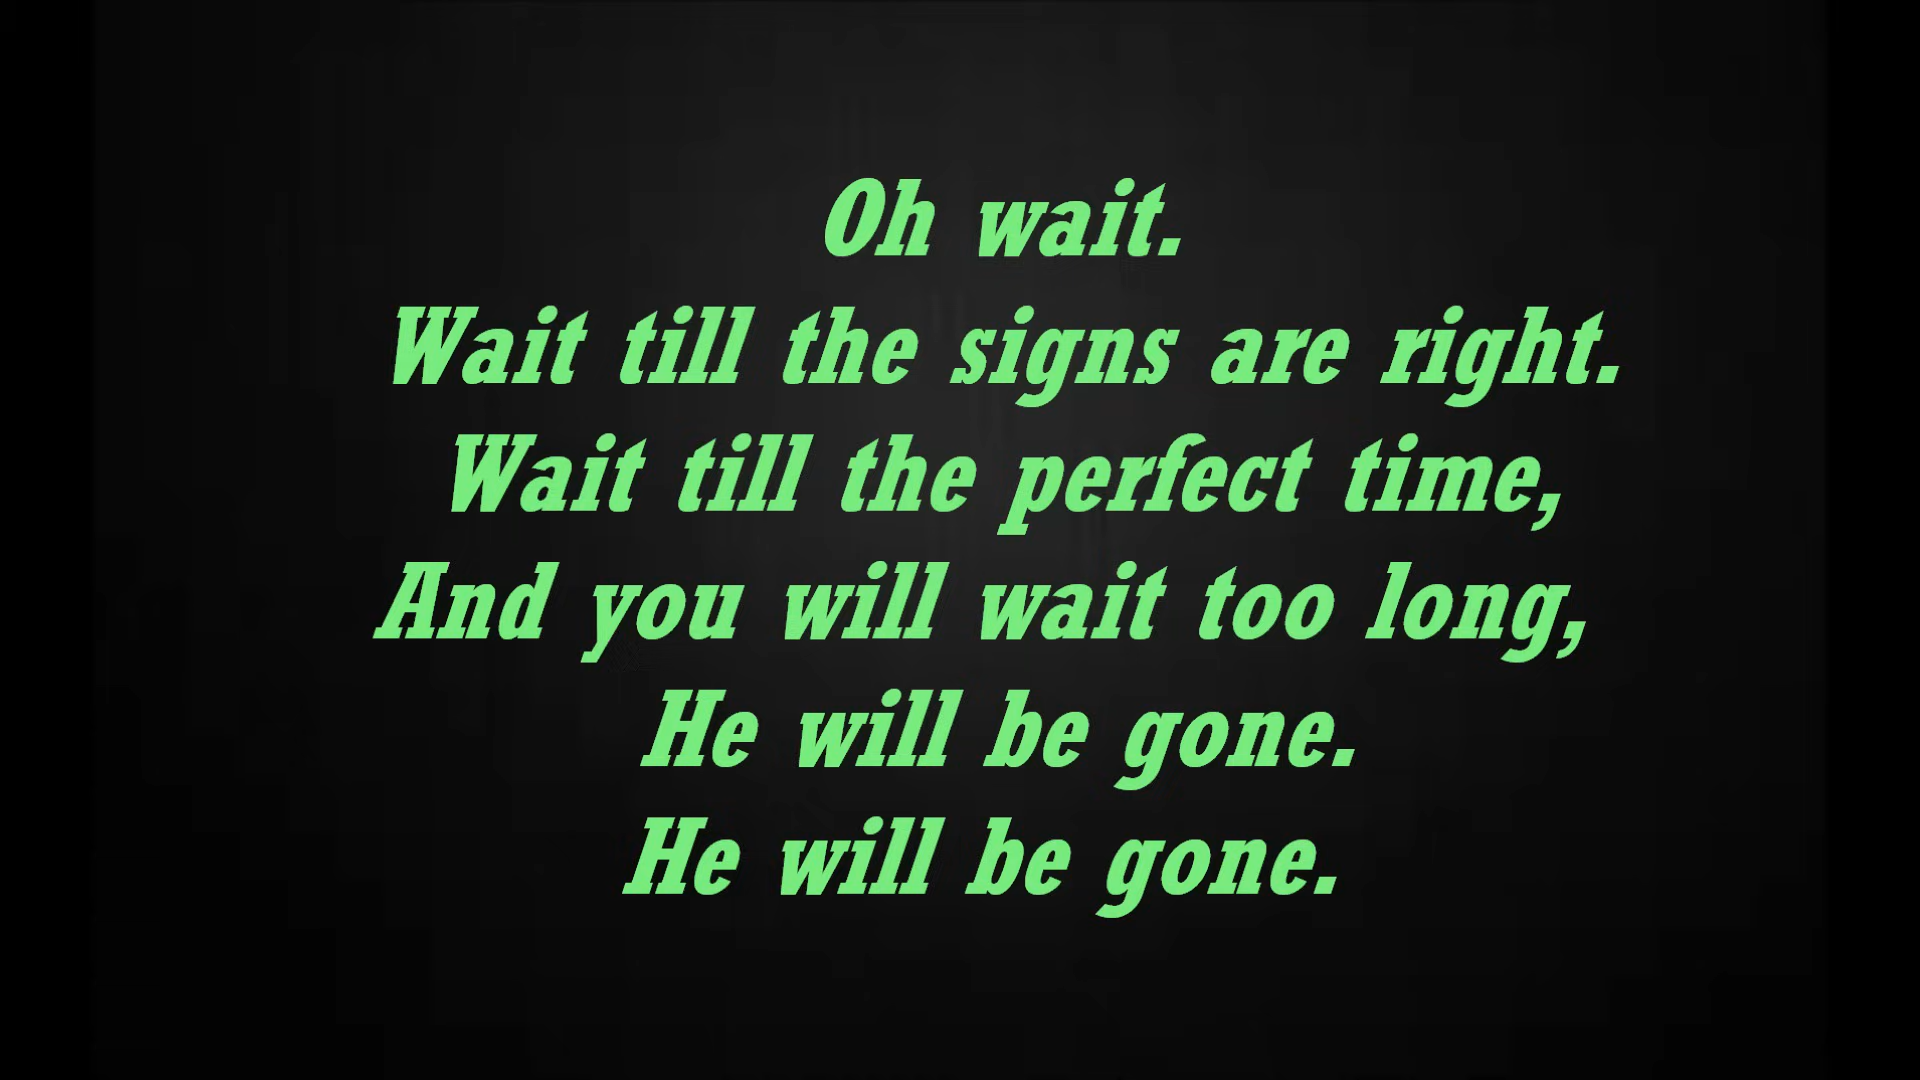 Oh wait.
Wait till the signs are right.
Wait till the perfect time,
And you will wait too long,
He will be gone.
He will be gone.